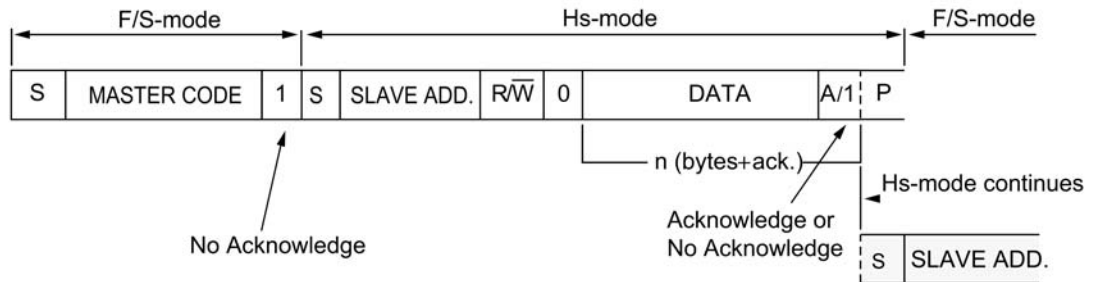 F/S-mode Hs-mode F/S-mode
S MASTER CODE 1 S SLAVE ADD. R/W̅ 0 DATA A/1 P
n (bytes+ack.)
Hs-mode continues
Acknowledge or
No Acknowledge
No Acknowledge
S SLAVE ADD.